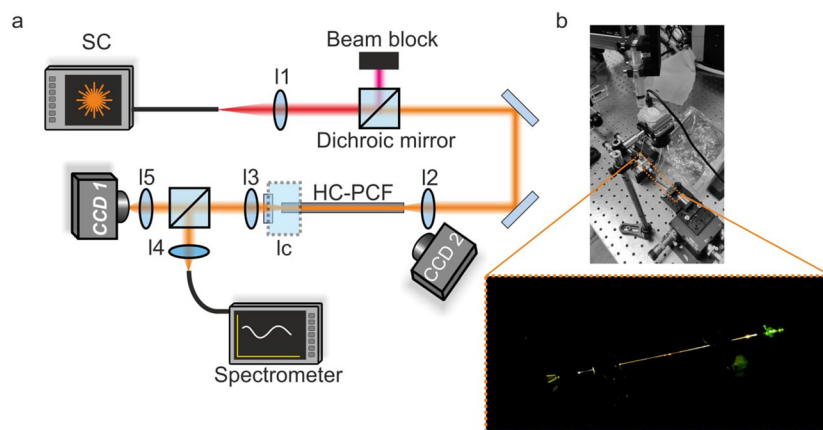 a
b
SC
Beam block
l1
Dichroic mirror
l5
l3
HC-PCF
l2
CCD 1
l4
lc
CCD 2
Spectrometer